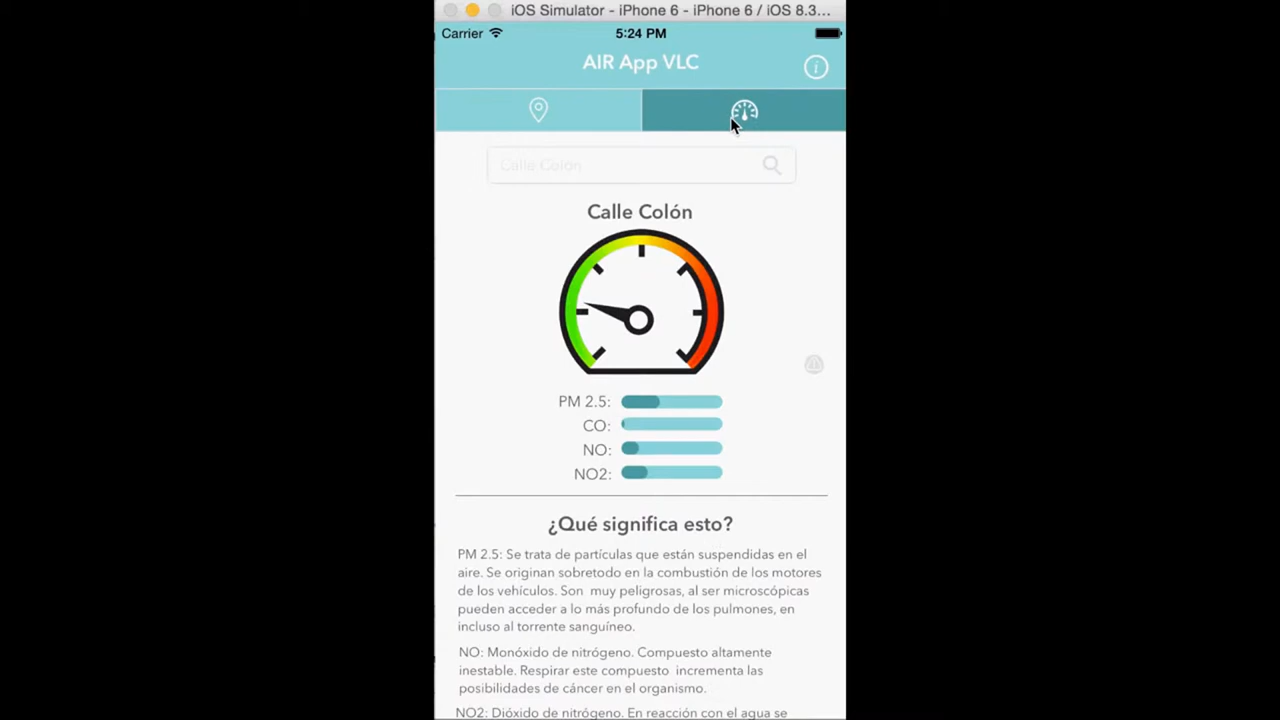 iOS Simulator - iPhone 6 - iPhone 6 / iOS 8.3...
Carrier
5:24 PM
AIR App VLC
i
Calle Colón
Calle Colón
PM 2.5:
CO:
NO:
NO2:
¿Qué significa esto?
PM 2.5: Se trata de partículas que están suspendidas en el
aire. Se originan sobretodo en la combustión de los motores
de los vehículos. Son muy peligrosas, al ser microscópicas
pueden acceder a lo más profundo de los pulmones, en
incluso al torrente sanguíneo.
NO: Monóxido de nitrógeno. Compuesto altamente
inestable. Respirar este compuesto incrementa las
posibilidades de cáncer en el organismo.
NO2: Dióxido de nitrógeno. En reacción con el agua se